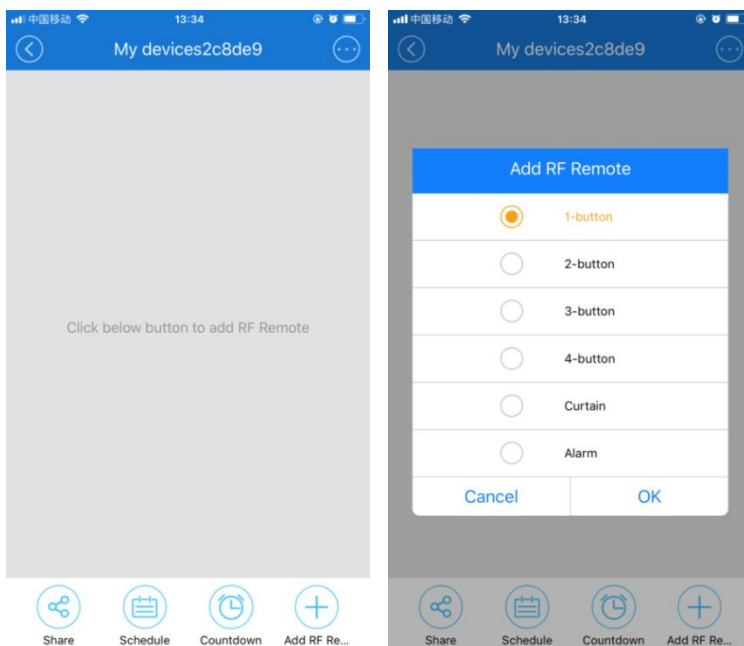 中国移动 13:34
My devices2c8de9
Click below button to add RF Remote
Share Schedule Countdown Add RF Re...
中国移动 13:34
My devices2c8de9
Add RF Remote
1-button
2-button
3-button
4-button
Curtain
Alarm
Cancel OK
Share Schedule Countdown Add RF Re...